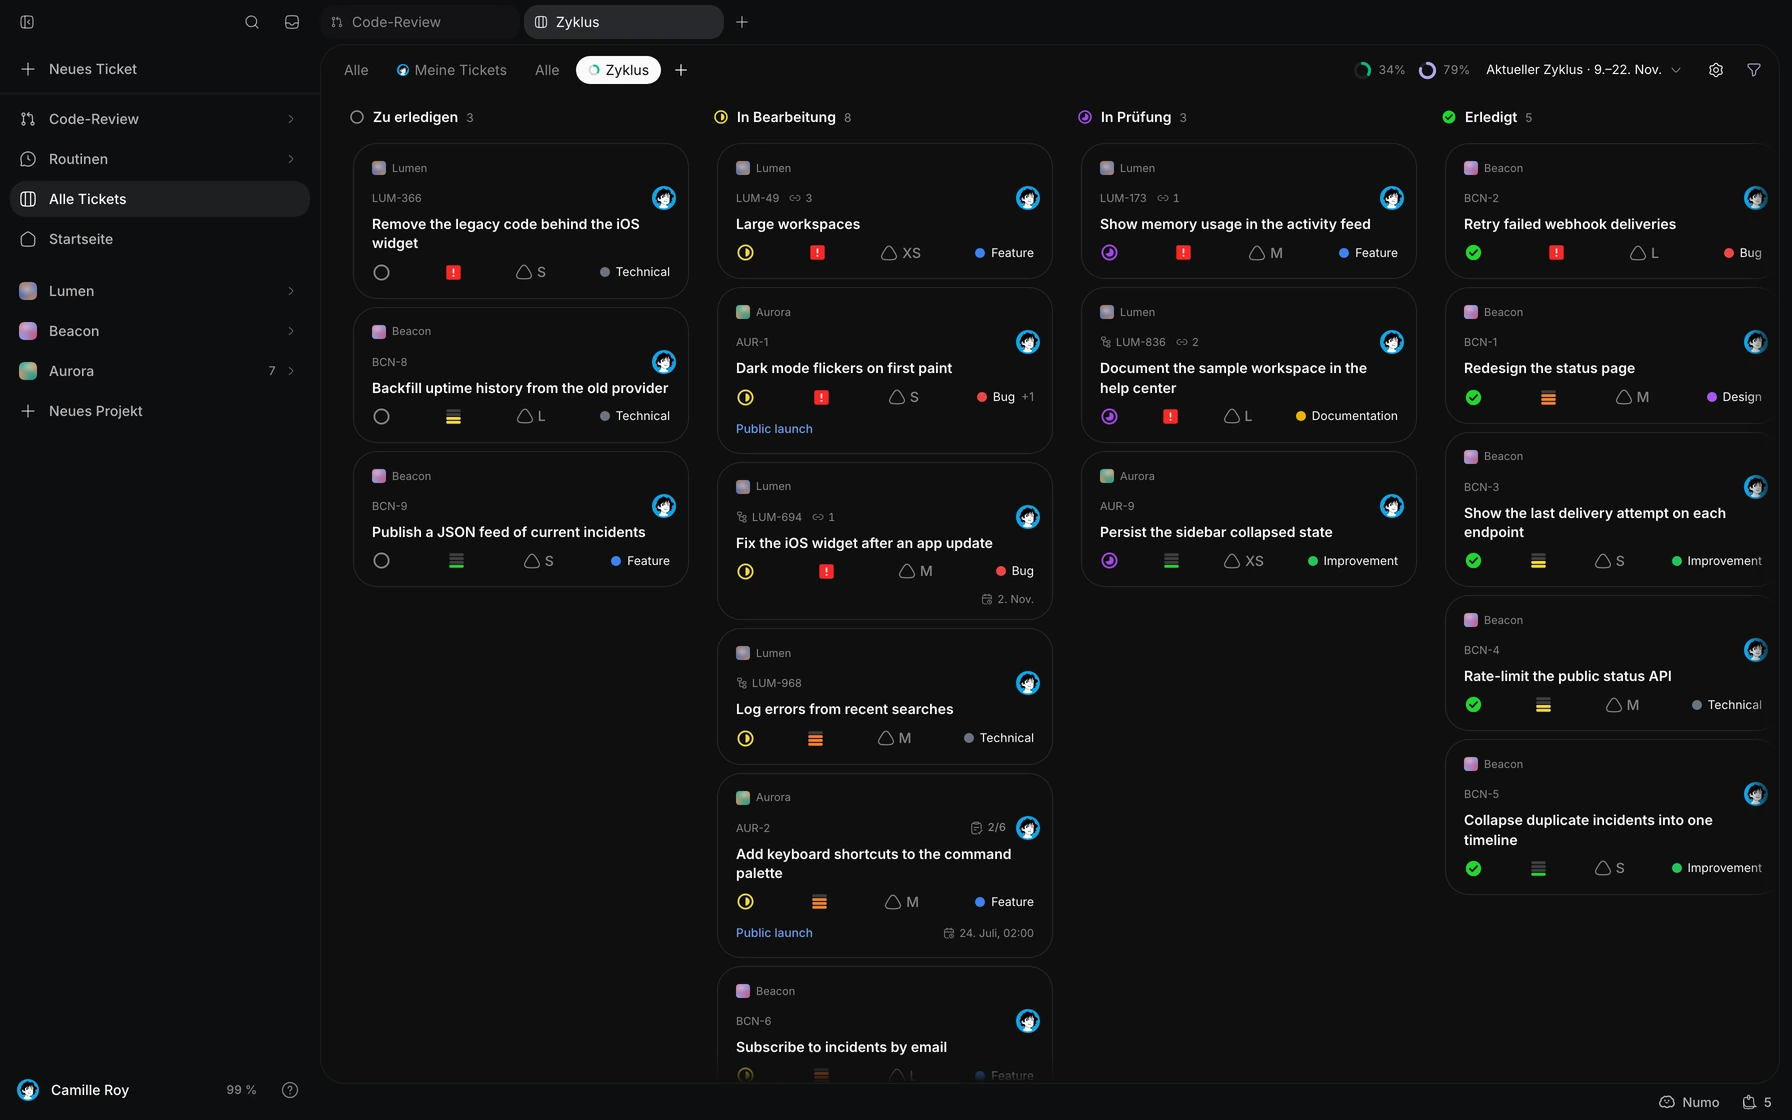 Code-Review
Zyklus
Neues Ticket
Code-Review
Routinen
Alle Tickets
Startseite
Lumen
Beacon
Aurora 7
Neues Projekt
Camille Roy 99 %
Alle Meine Tickets Alle Zyklus
34% 79% Aktueller Zyklus · 9.–22. Nov.
Zu erledigen 3
Lumen
LUM-366
Remove the legacy code behind the iOS
widget
S Technical
Beacon
BCN-8
Backfill uptime history from the old provider
L Technical
Beacon
BCN-9
Publish a JSON feed of current incidents
S Feature
In Bearbeitung 8
Lumen
LUM-49 3
Large workspaces
XS Feature
Aurora
AUR-1
Dark mode flickers on first paint
S Bug +1
Public launch
Lumen
LUM-694 1
Fix the iOS widget after an app update
M Bug
2. Nov.
Lumen
LUM-968
Log errors from recent searches
M Technical
Aurora
AUR-2 2/6
Add keyboard shortcuts to the command
palette
M Feature
Public launch 24. Juli, 02:00
Beacon
BCN-6
Subscribe to incidents by email
L Feature
In Prüfung 3
Lumen
LUM-173 1
Show memory usage in the activity feed
M Feature
Lumen
LUM-836 2
Document the sample workspace in the
help center
L Documentation
Aurora
AUR-9
Persist the sidebar collapsed state
XS Improvement
Erledigt 5
Beacon
BCN-2
Retry failed webhook deliveries
L Bug
Beacon
BCN-1
Redesign the status page
M Design
Beacon
BCN-3
Show the last delivery attempt on each
endpoint
S Improvement
Beacon
BCN-4
Rate-limit the public status API
M Technical
Beacon
BCN-5
Collapse duplicate incidents into one
timeline
S Improvement
Numo 5